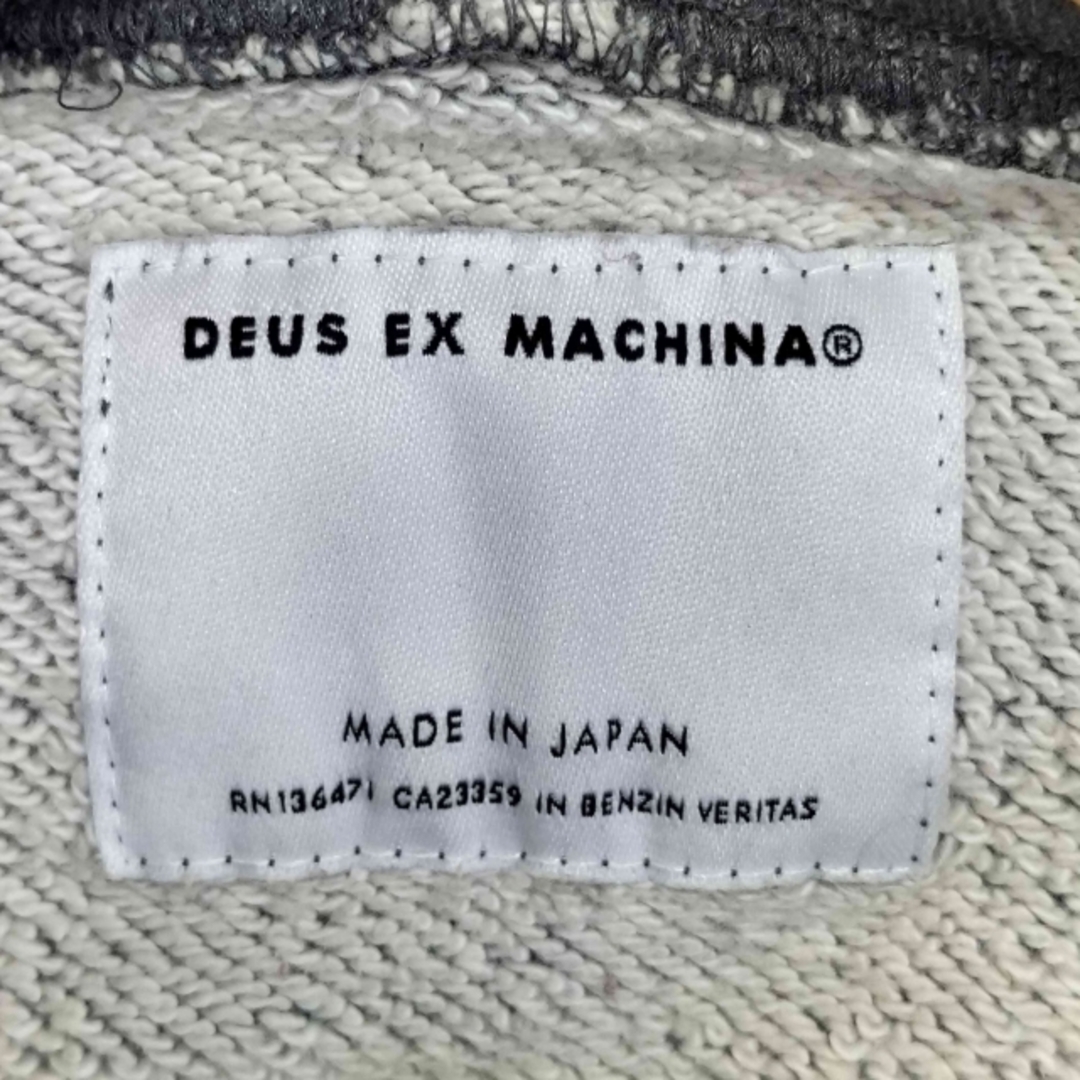 DEUS EX MACHINA®
MADE IN JAPAN
RN136471 CA23359 IN BENZIN VERITAS